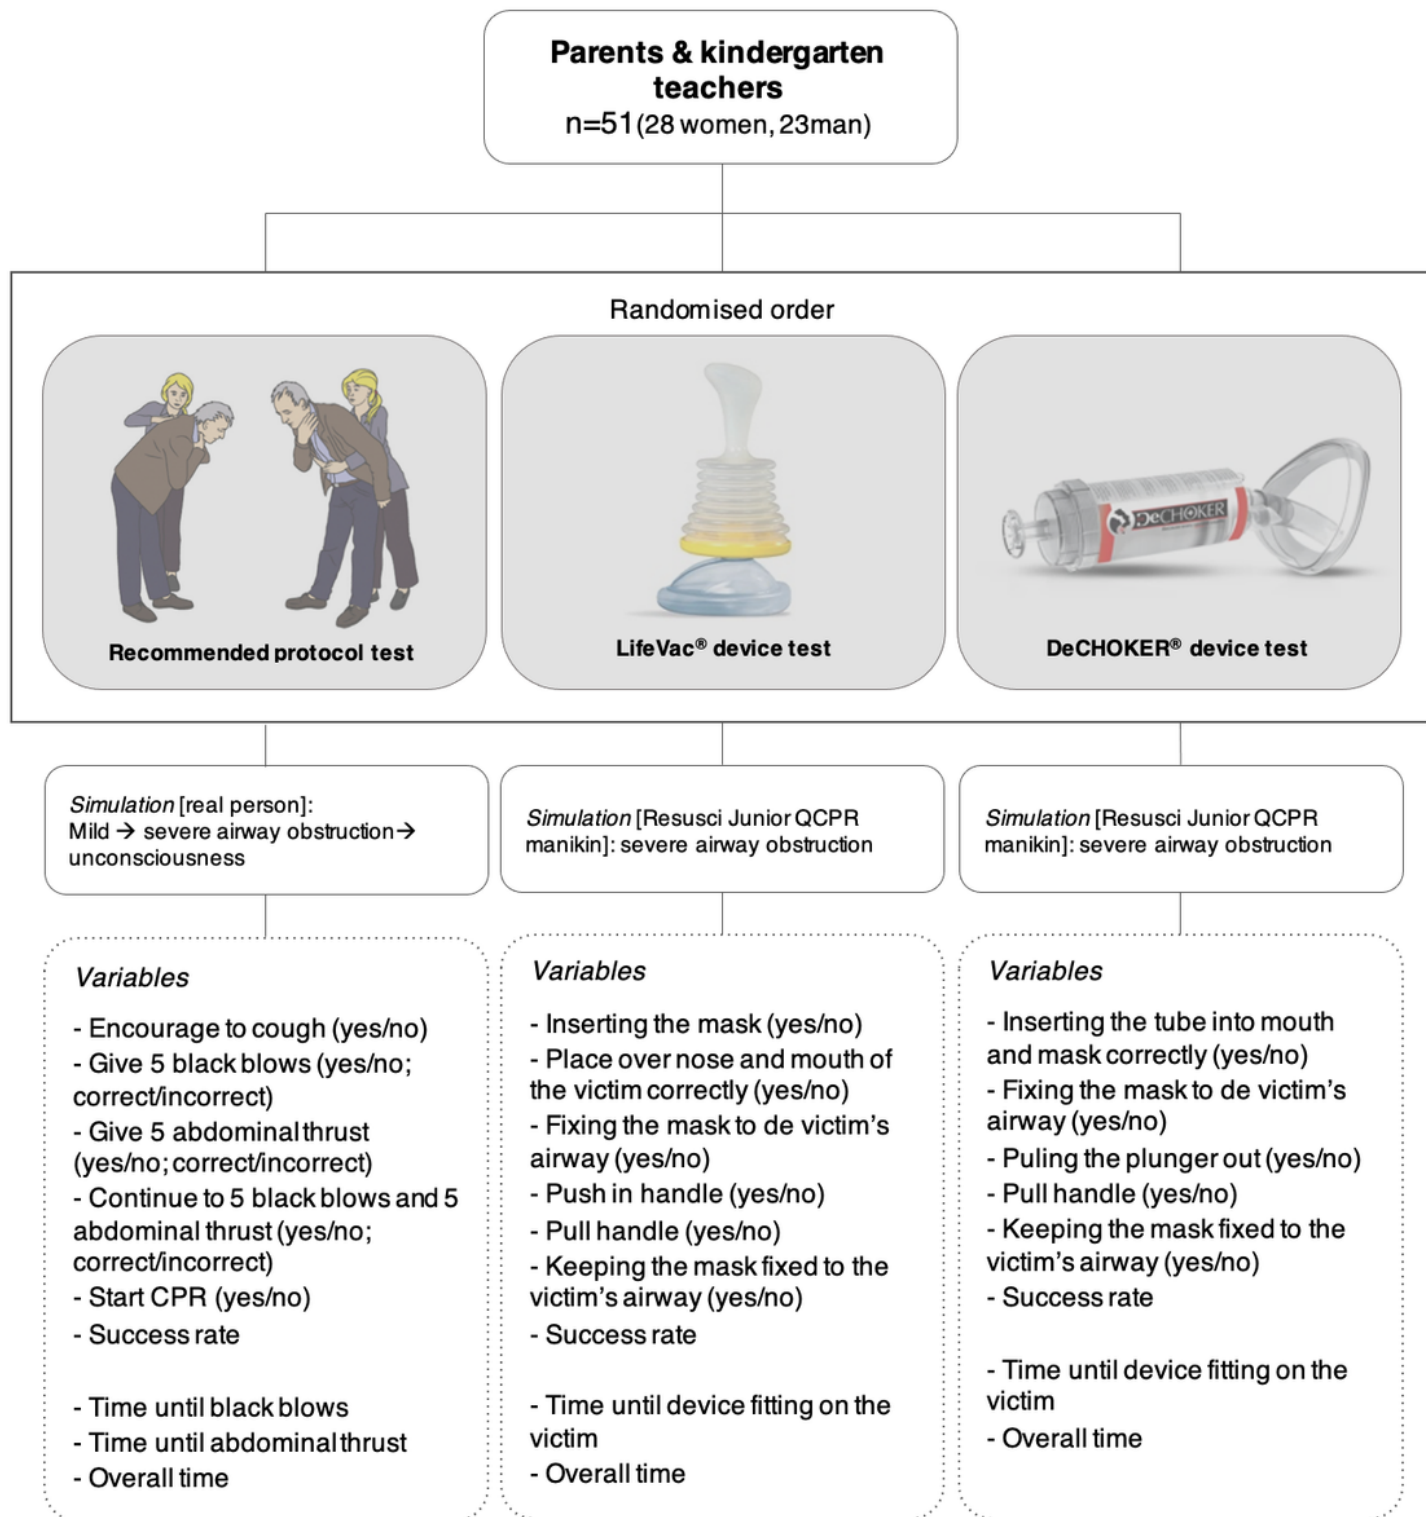 Parents & kindergarten
teachers
n=51(28 women, 23man)
Randomised order
Recommended protocol test
LifeVac® device test
DeCHOKER
DeCHOKER® device test
Simulation [real person]:
Mild → severe airway obstruction→
unconsciousness
Simulation [Resusci Junior QCPR
manikin]: severe airway obstruction
Simulation [Resusci Junior QCPR
manikin]: severe airway obstruction
Variables
- Encourage to cough (yes/no)
- Give 5 black blows (yes/no;
correct/incorrect)
- Give 5 abdominal thrust
(yes/no; correct/incorrect)
- Continue to 5 black blows and 5
abdominal thrust (yes/no;
correct/incorrect)
- Start CPR (yes/no)
- Success rate
- Time until black blows
- Time until abdominal thrust
- Overall time
Variables
- Inserting the mask (yes/no)
- Place over nose and mouth of
the victim correctly (yes/no)
- Fixing the mask to de victim's
airway (yes/no)
- Push in handle (yes/no)
- Pull handle (yes/no)
- Keeping the mask fixed to the
victim's airway (yes/no)
- Success rate
- Time until device fitting on the
victim
- Overall time
Variables
- Inserting the tube into mouth
and mask correctly (yes/no)
- Fixing the mask to de victim's
airway (yes/no)
- Puling the plunger out (yes/no)
- Pull handle (yes/no)
- Keeping the mask fixed to the
victim's airway (yes/no)
- Success rate
- Time until device fitting on the
victim
- Overall time